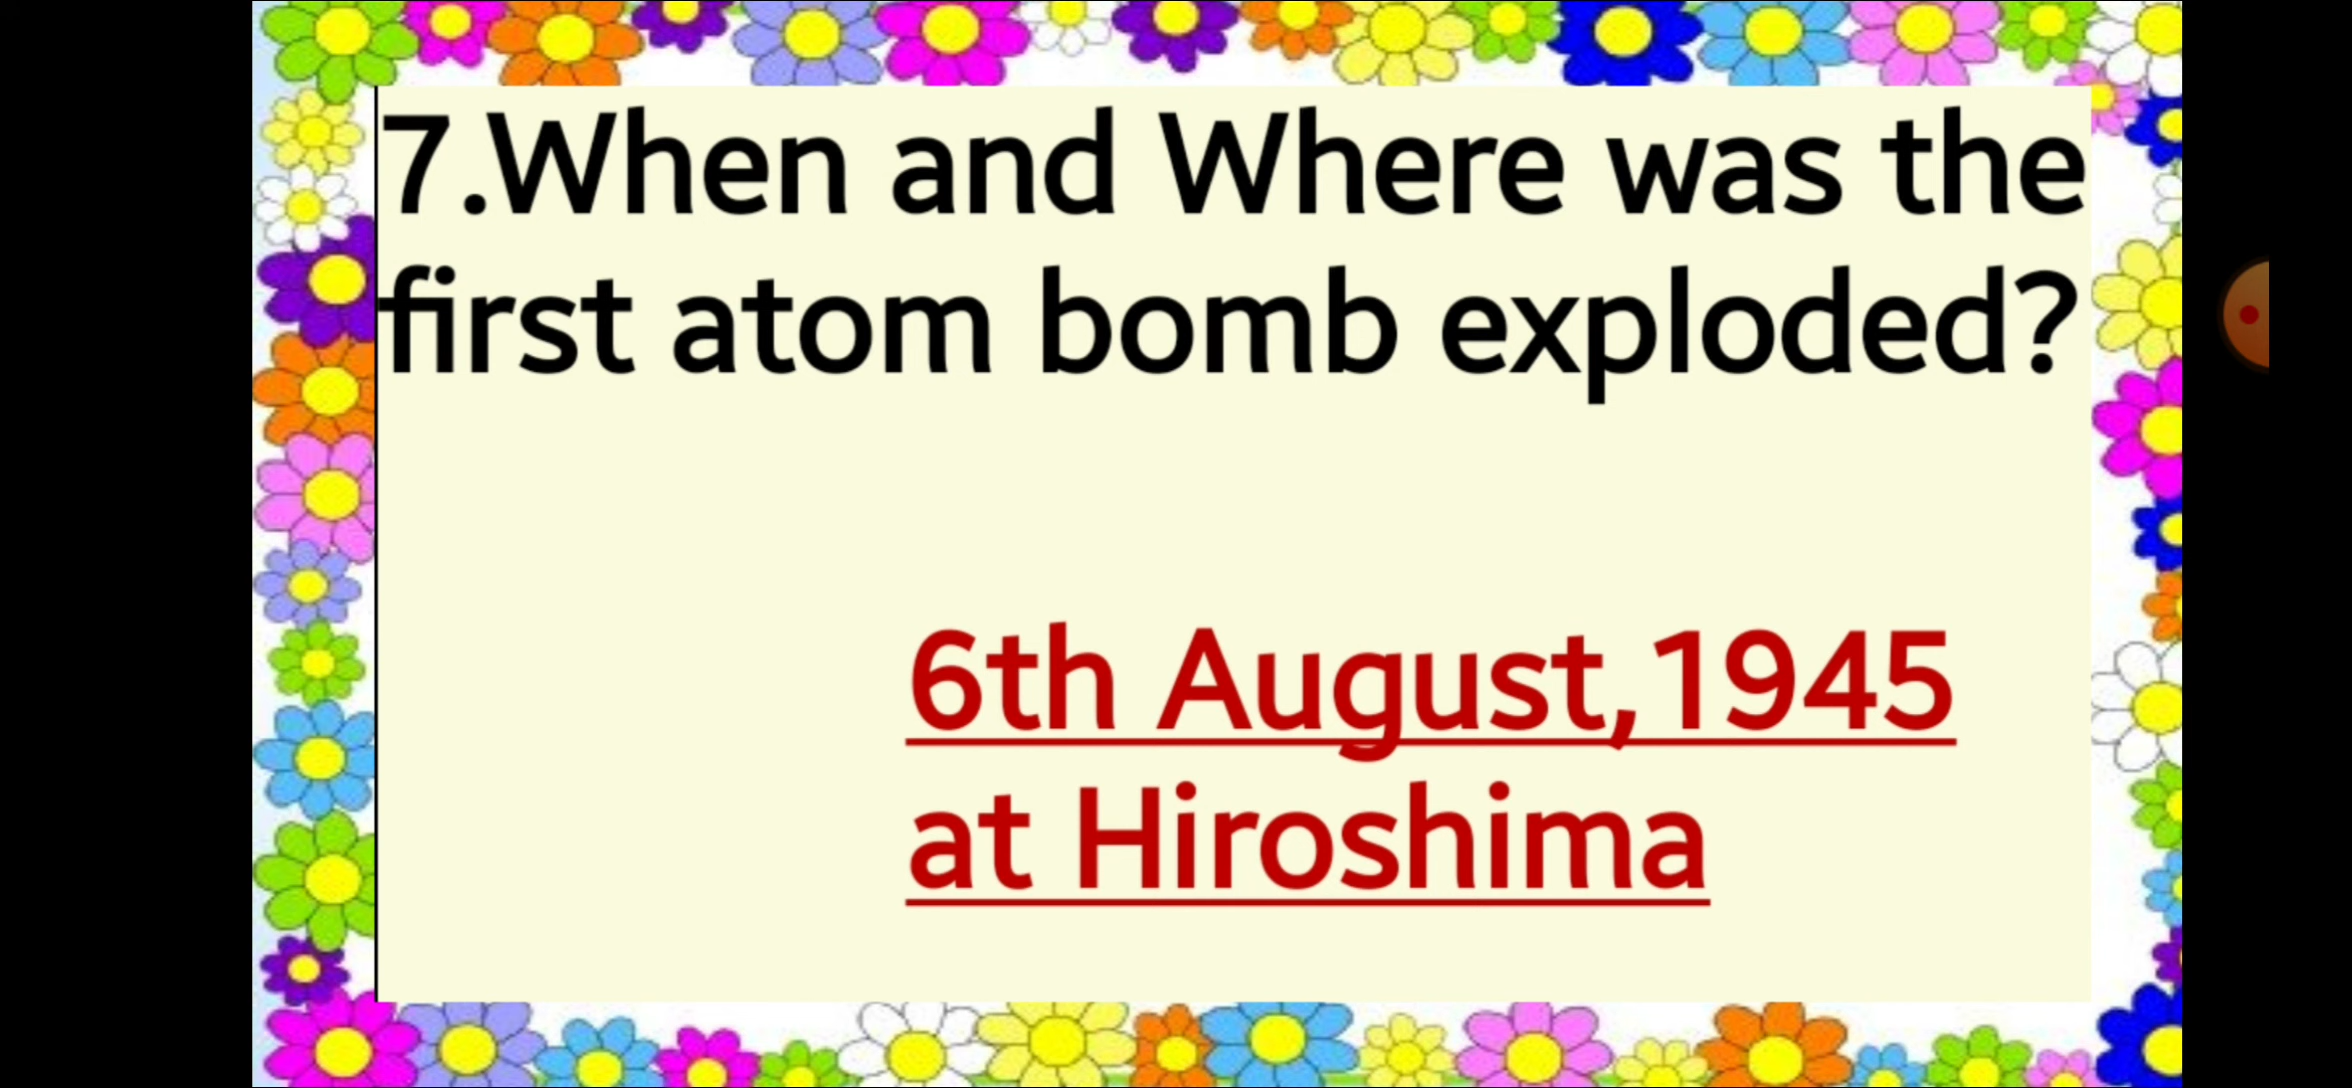 7.When and Where was the
first atom bomb exploded?
6th August,1945
at Hiroshima